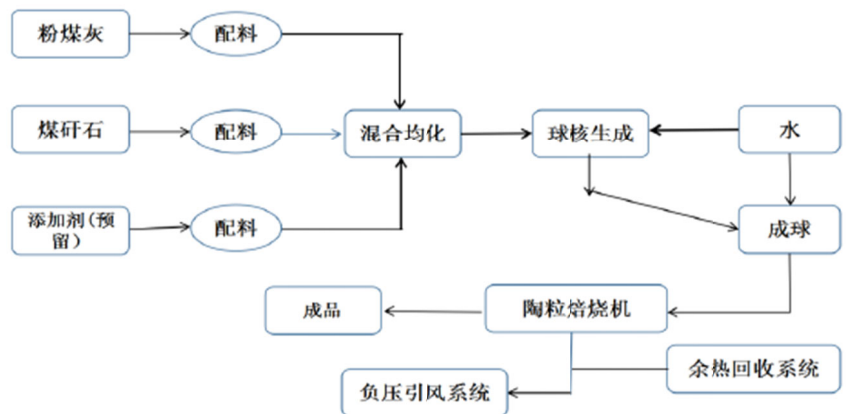 粉煤灰
配料
煤矸石
配料
混合均化
球核生成
水
添加剂(预
留）
配料
成球
成品
陶粒焙烧机
余热回收系统
负压引风系统